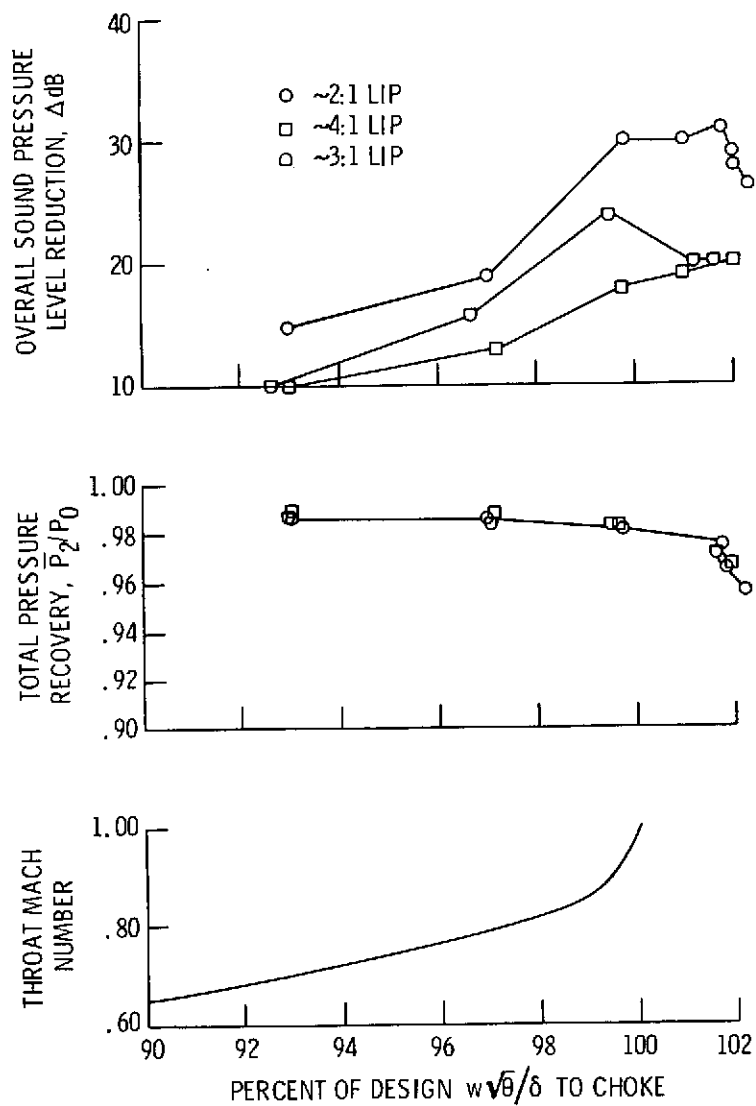 40
30
20
10
OVERALL SOUND PRESSURE
LEVEL REDUCTION, ΔdB
○ ~2:1 LIP
□ ~4:1 LIP
○ ~3:1 LIP
1.00
.98
.96
.94
.92
.90
TOTAL PRESSURE
RECOVERY, P̅2/P0
1.00
.80
.60
THROAT MACH
NUMBER
90 92 94 96 98 100 102
PERCENT OF DESIGN w√θ/δ TO CHOKE